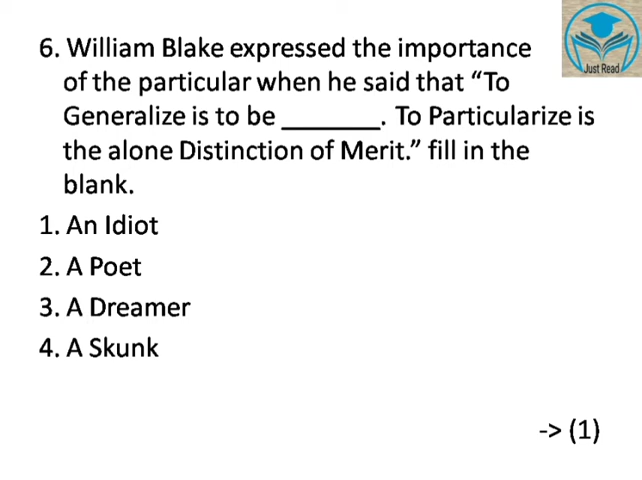 Just Read
6. William Blake expressed the importance
of the particular when he said that “To
Generalize is to be _______. To Particularize is
the alone Distinction of Merit.” fill in the
blank.
1. An Idiot
2. A Poet
3. A Dreamer
4. A Skunk
-> (1)